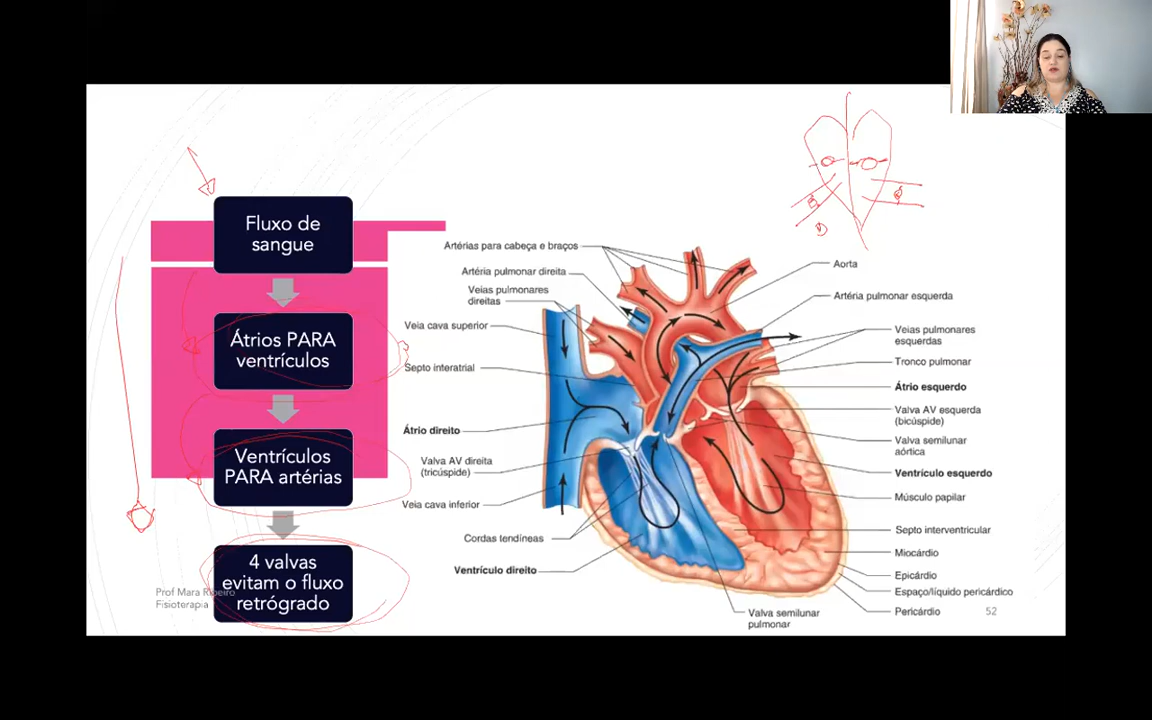 Fluxo de
sangue
Átrios PARA
ventrículos
Ventrículos
PARA artérias
4 valvas
evitam o fluxo
retrógrado
Prof Mara Ribeiro
Fisioterapia
Artérias para cabeça e braços
Artéria pulmonar direita
Veias pulmonares
direitas
Veia cava superior
Septo interatrial
Átrio direito
Valva AV direita
(tricúspide)
Veia cava inferior
Cordas tendíneas
Ventrículo direito
Aorta
Artéria pulmonar esquerda
Veias pulmonares
esquerdas
Tronco pulmonar
Átrio esquerdo
Valva AV esquerda
(bicúspide)
Valva semilunar
aórtica
Ventrículo esquerdo
Músculo papilar
Septo interventricular
Miocárdio
Epicárdio
Espaço/líquido pericárdico
Pericárdio
Valva semilunar
pulmonar
52